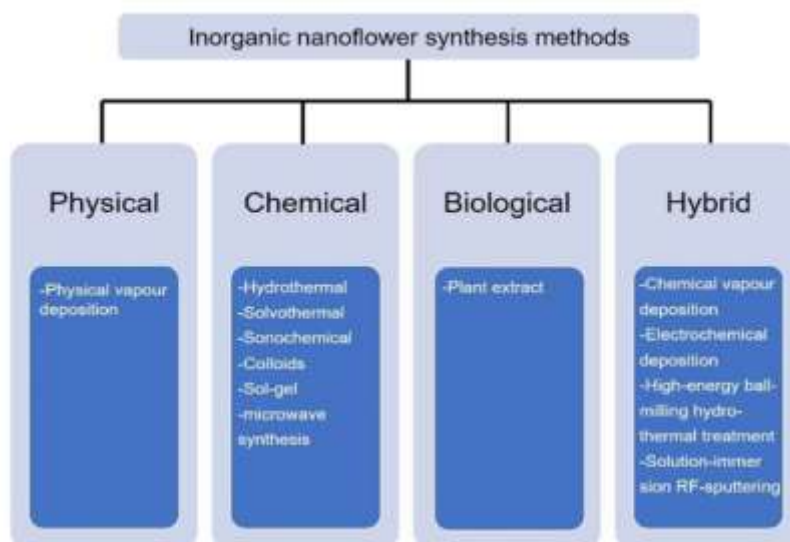 Inorganic nanoflower synthesis methods
Physical
-Physical vapour
deposition
Chemical
-Hydrothermal
-Solvothermal
-Sonochemical
-Colloids
-Sol-gel
-microwave
synthesis
Biological
-Plant extract
Hybrid
-Chemical vapour
deposition
-Electrochemical
deposition
-High-energy ball-
milling hydro-
thermal treatment
-Solution-immer
sion RF-sputtering